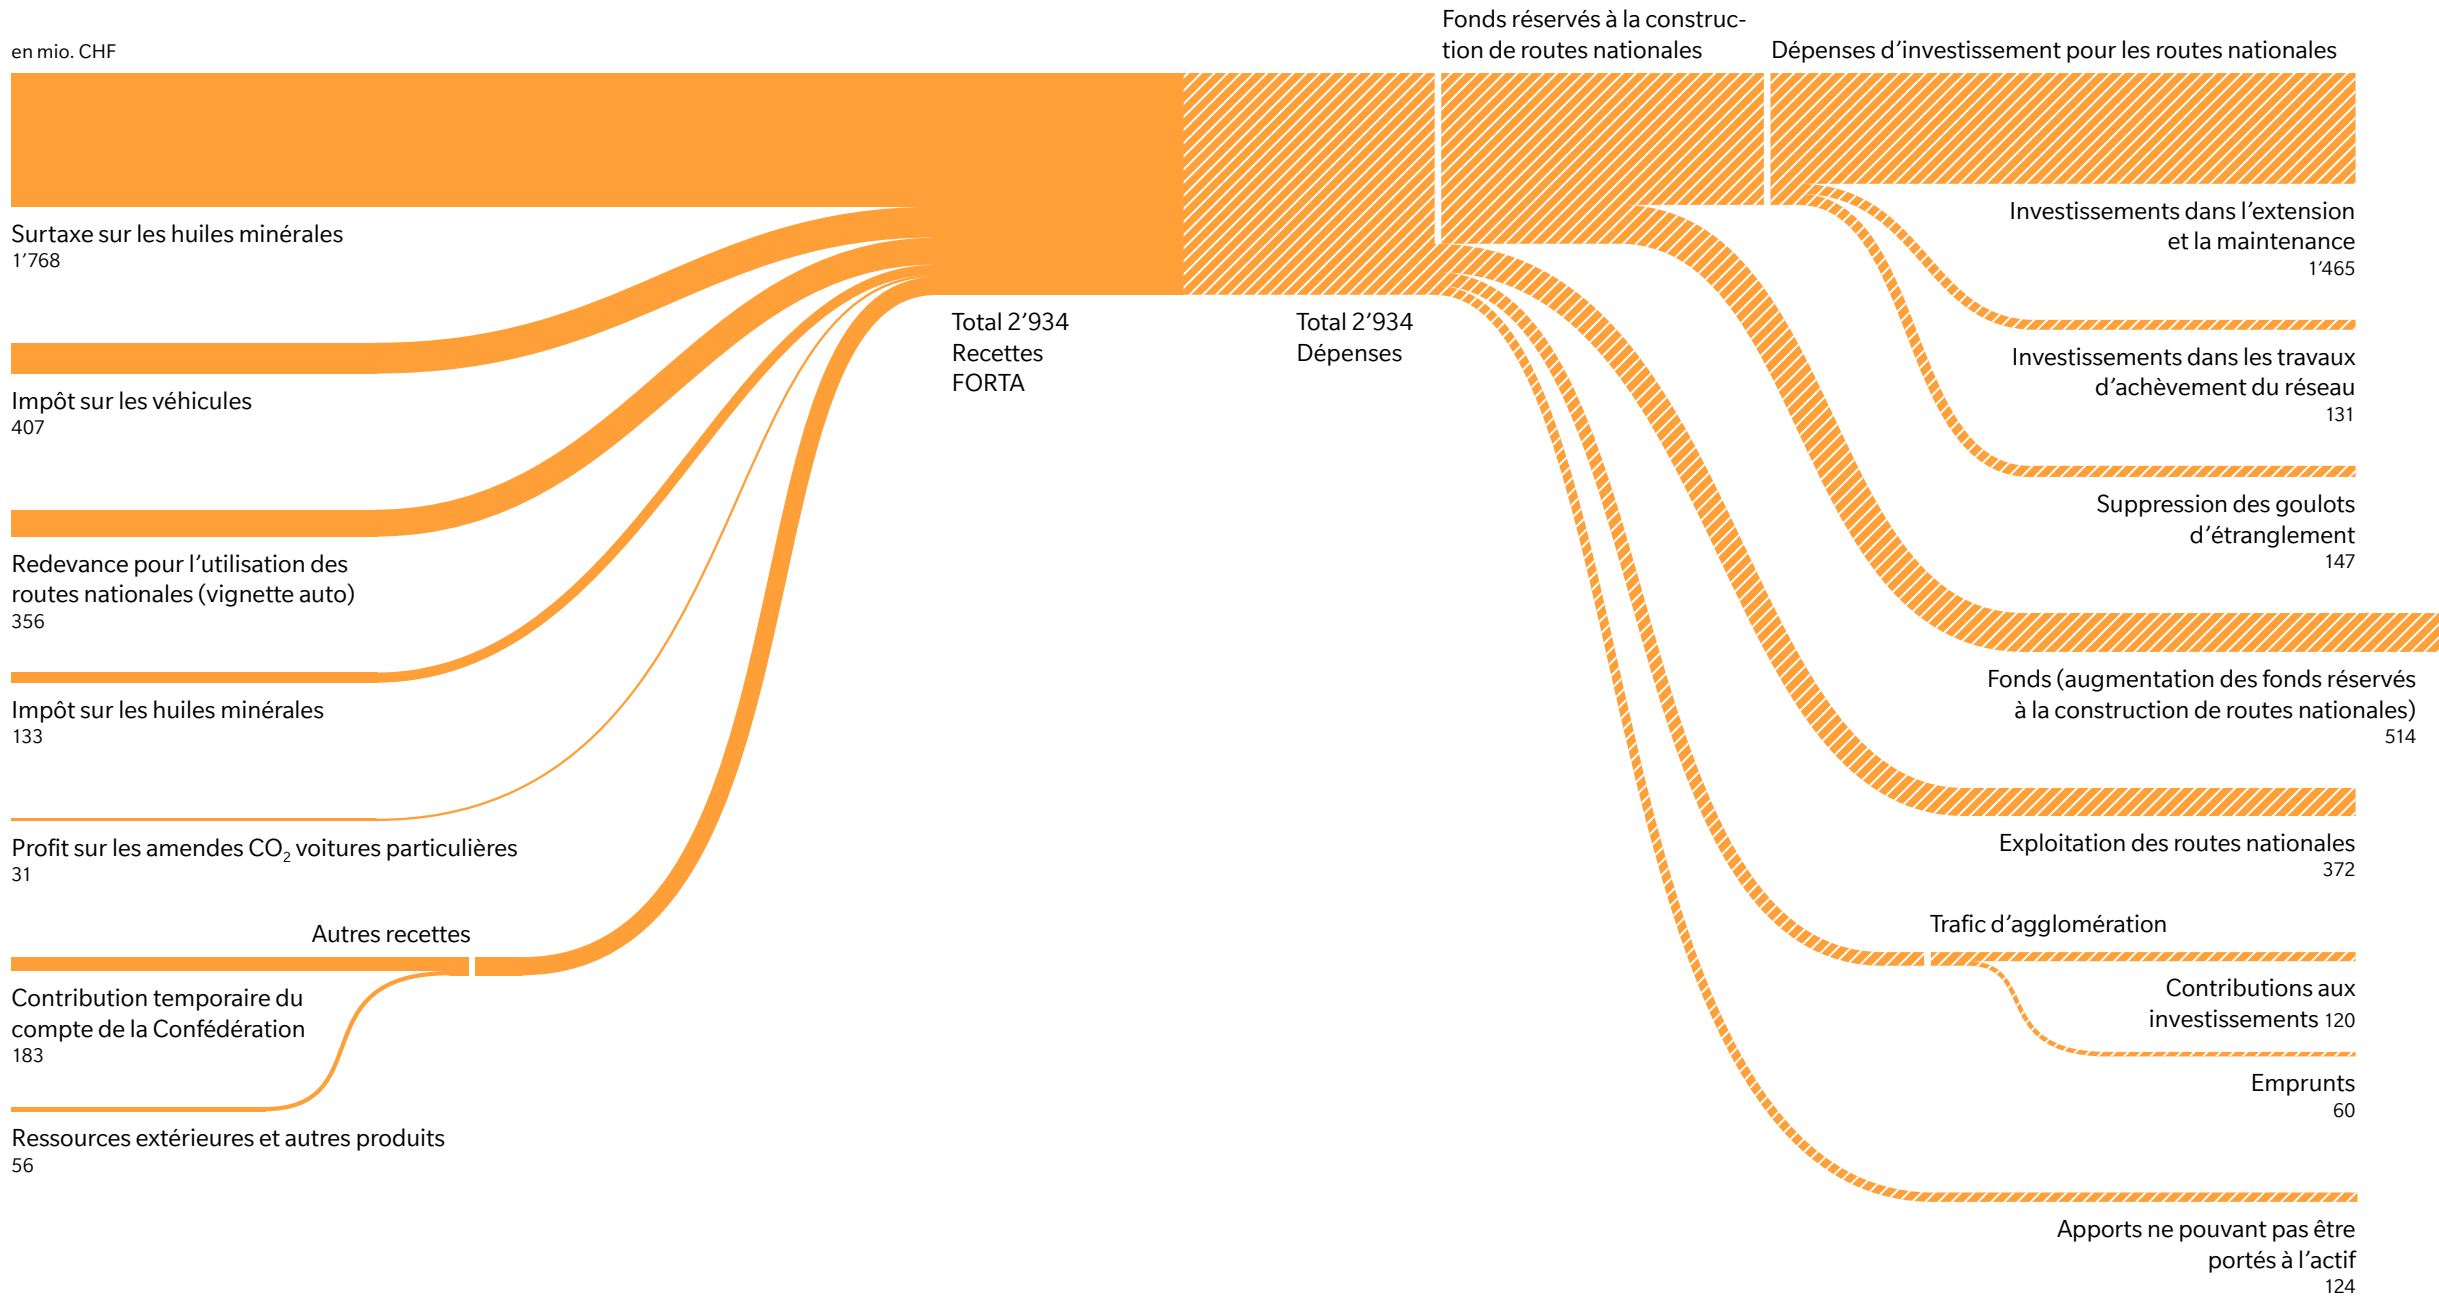 en mio. CHF
Surtaxe sur les huiles minérales
1’768
Impôt sur les véhicules
407
Redevance pour l’utilisation des
routes nationales (vignette auto)
356
Impôt sur les huiles minérales
133
Profit sur les amendes CO₂ voitures particulières
31
Autres recettes
Contribution temporaire du
compte de la Confédération
183
Ressources extérieures et autres produits
56
Total 2’934
Recettes
FORTA
Total 2’934
Dépenses
Fonds réservés à la construc-
tion de routes nationales
Dépenses d’investissement pour les routes nationales
Investissements dans l’extension
et la maintenance
1’465
Investissements dans les travaux
d’achèvement du réseau
131
Suppression des goulots
d’étranglement
147
Fonds (augmentation des fonds réservés
à la construction de routes nationales)
514
Exploitation des routes nationales
372
Trafic d’agglomération
Contributions aux
investissements 120
Emprunts
60
Apports ne pouvant pas être
portés à l’actif
124